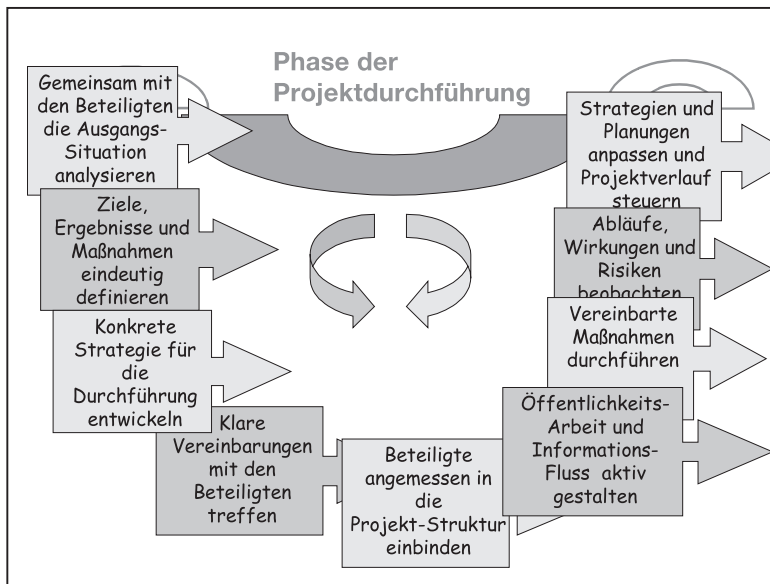 Phase der
Projektdurchführung
Gemeinsam mit
den Beteiligten
die Ausgangs-
Situation
analysieren
Ziele,
Ergebnisse und
Maßnahmen
eindeutig
definieren
Konkrete
Strategie für
die
Durchführung
entwickeln
Klare
Vereinbarungen
mit den
Beteiligten
treffen
Beteiligte
angemessen in
die
Projekt-Struktur
einbinden
Öffentlichkeits-
Arbeit und
Informations-
Fluss aktiv
gestalten
Vereinbarte
Maßnahmen
durchführen
Abläufe,
Wirkungen und
Risiken
beobachten
Strategien und
Planungen
anpassen und
Projektverlauf
steuern